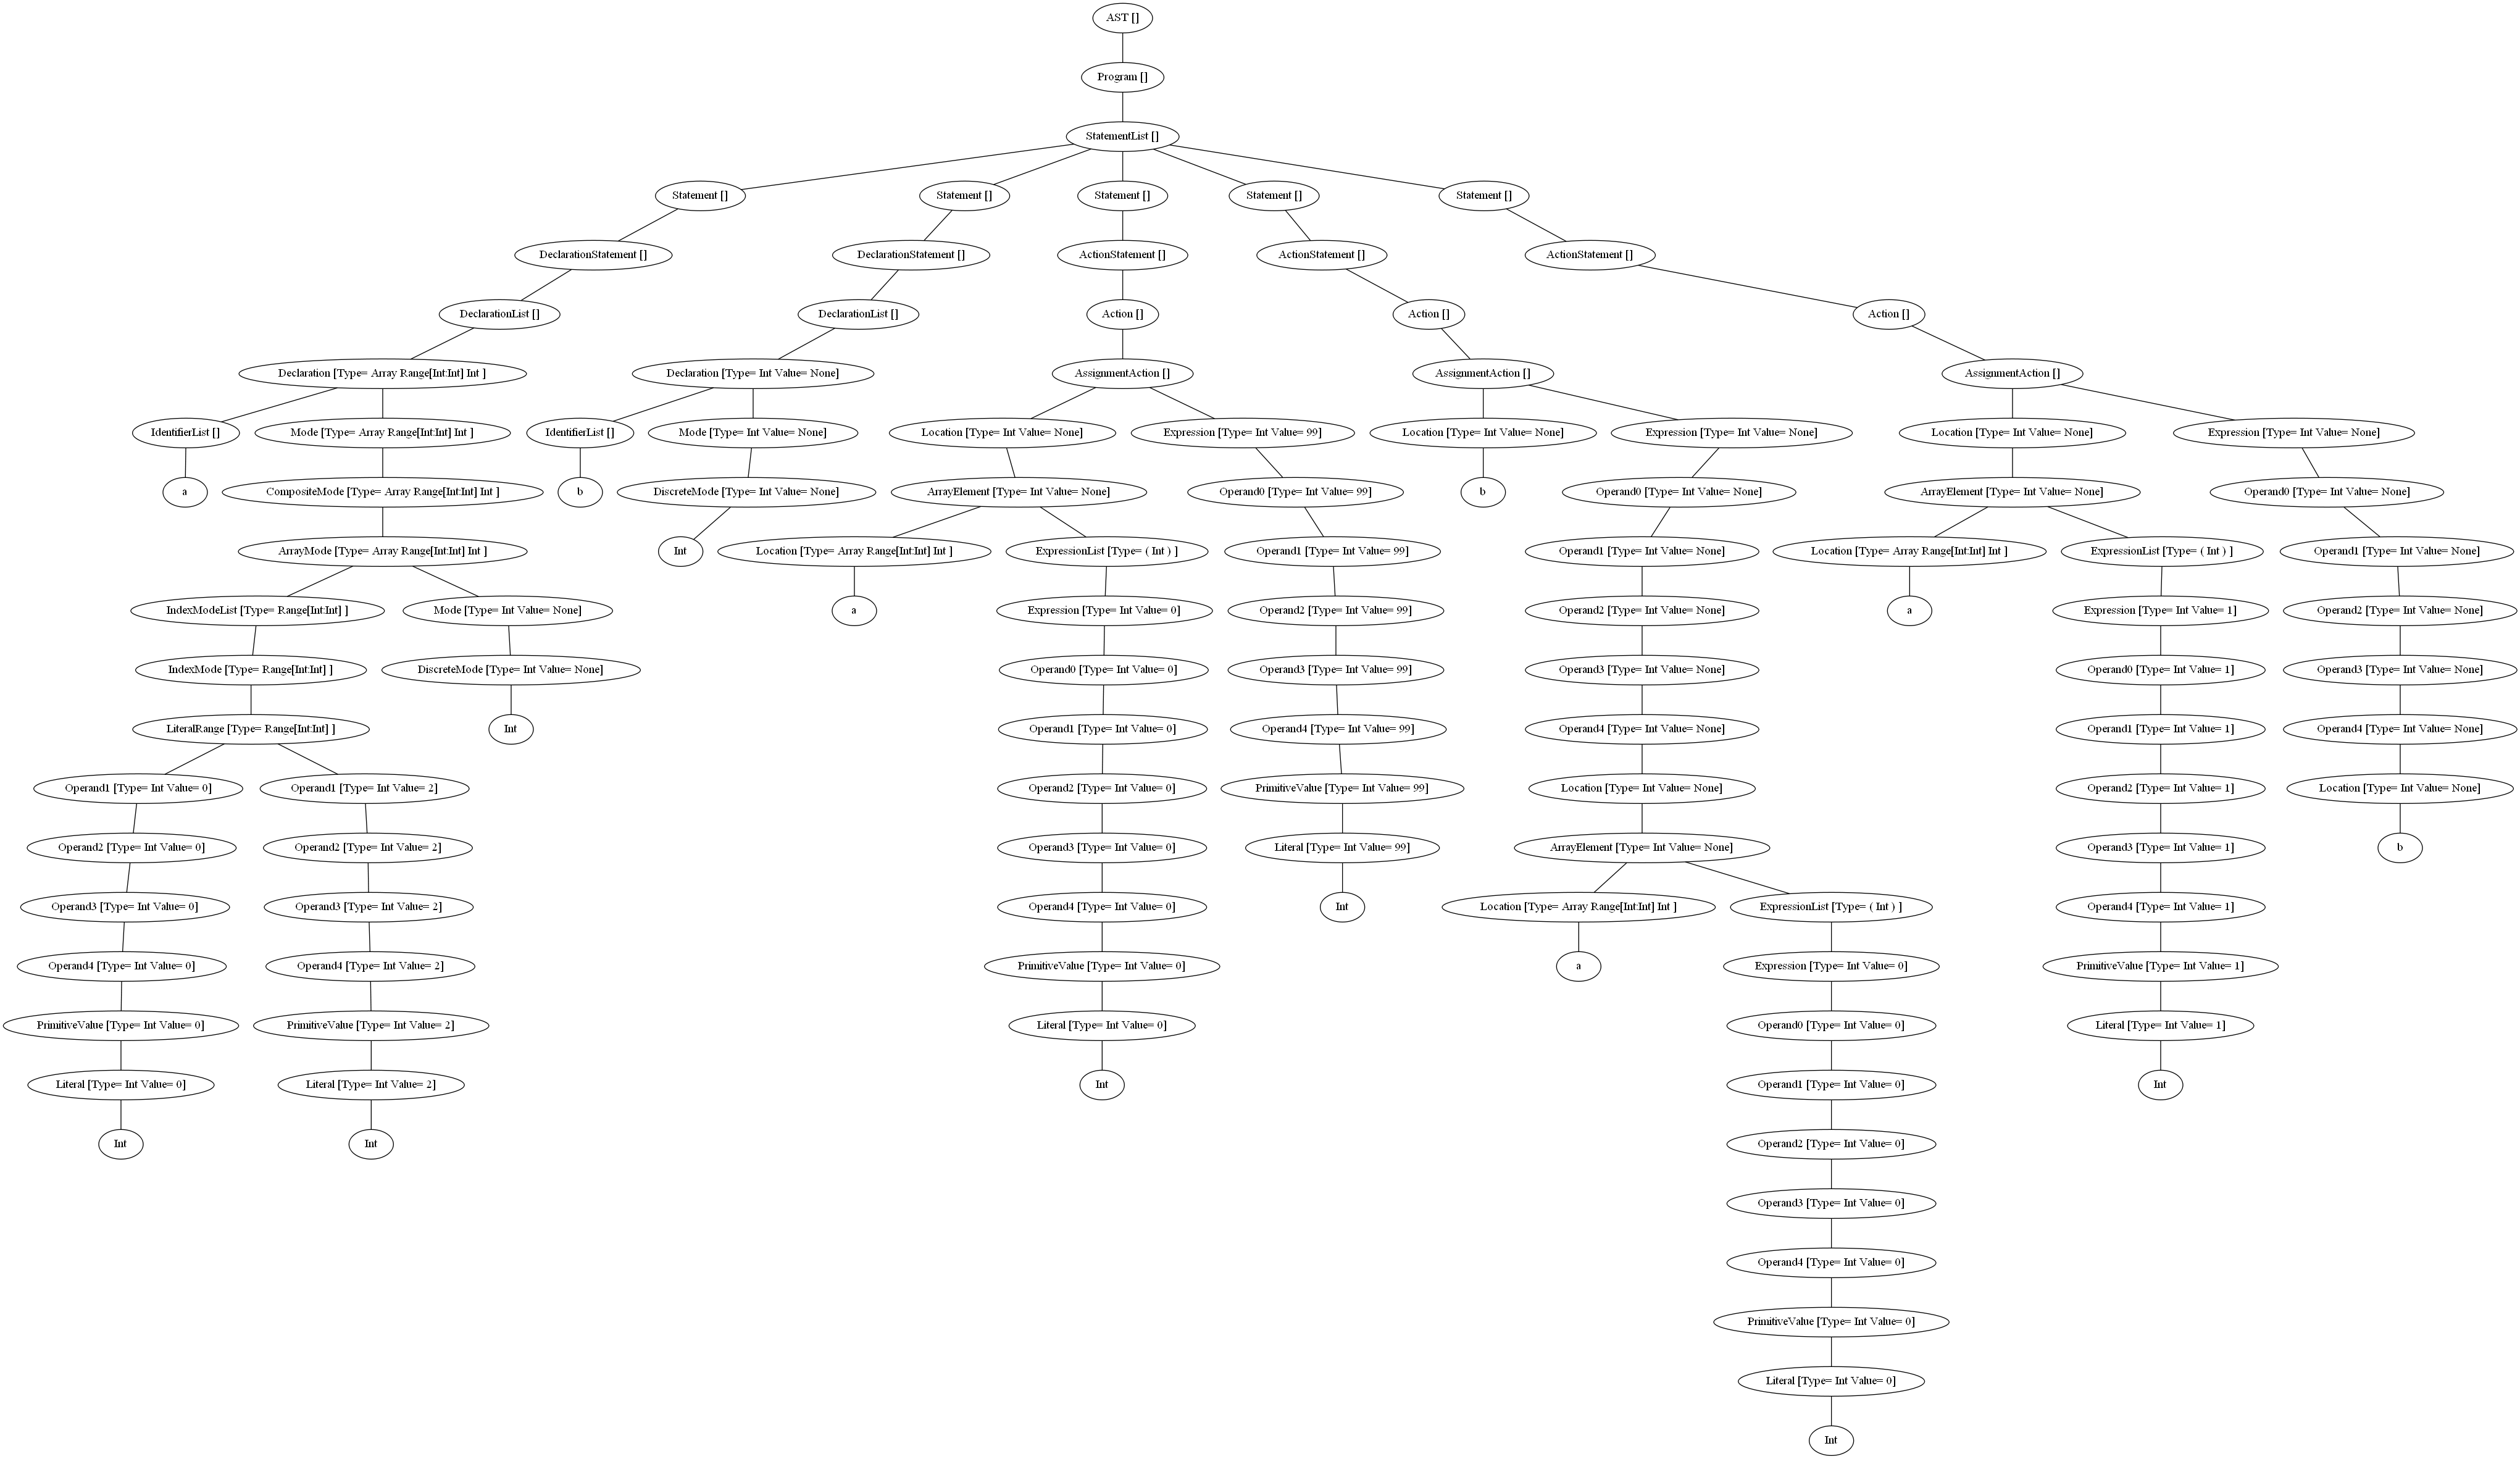 AST []
Program []
StatementList []
Statement [] Statement [] Statement [] Statement [] Statement []
DeclarationStatement [] DeclarationStatement [] ActionStatement [] ActionStatement [] ActionStatement []
DeclarationList [] DeclarationList [] Action [] Action [] Action []
Declaration [Type= Array Range[Int:Int] Int ] Declaration [Type= Int Value= None] AssignmentAction [] AssignmentAction [] AssignmentAction []
IdentifierList [] Mode [Type= Array Range[Int:Int] Int ] IdentifierList [] Mode [Type= Int Value= None] Location [Type= Int Value= None] Expression [Type= Int Value= 99] Location [Type= Int Value= None] Expression [Type= Int Value= None] Location [Type= Int Value= None] Expression [Type= Int Value= None]
a CompositeMode [Type= Array Range[Int:Int] Int ] b DiscreteMode [Type= Int Value= None] ArrayElement [Type= Int Value= None] Operand0 [Type= Int Value= 99] b Operand0 [Type= Int Value= None] ArrayElement [Type= Int Value= None] Operand0 [Type= Int Value= None]
ArrayMode [Type= Array Range[Int:Int] Int ] Int Location [Type= Array Range[Int:Int] Int ] ExpressionList [Type= ( Int ) ] Operand1 [Type= Int Value= 99] Operand1 [Type= Int Value= None] Location [Type= Array Range[Int:Int] Int ] ExpressionList [Type= ( Int ) ] Operand1 [Type= Int Value= None]
IndexModeList [Type= Range[Int:Int] ] Mode [Type= Int Value= None] a Expression [Type= Int Value= 0] Operand2 [Type= Int Value= 99] Operand2 [Type= Int Value= None] a Expression [Type= Int Value= 1] Operand2 [Type= Int Value= None]
IndexMode [Type= Range[Int:Int] ] DiscreteMode [Type= Int Value= None] Operand0 [Type= Int Value= 0] Operand3 [Type= Int Value= 99] Operand3 [Type= Int Value= None] Operand0 [Type= Int Value= 1] Operand3 [Type= Int Value= None]
LiteralRange [Type= Range[Int:Int] ] Int Operand1 [Type= Int Value= 0] Operand4 [Type= Int Value= 99] Operand4 [Type= Int Value= None] Operand1 [Type= Int Value= 1] Operand4 [Type= Int Value= None]
Operand1 [Type= Int Value= 0] Operand1 [Type= Int Value= 2] Operand2 [Type= Int Value= 0] PrimitiveValue [Type= Int Value= 99] Location [Type= Int Value= None] Operand2 [Type= Int Value= 1] Location [Type= Int Value= None]
Operand2 [Type= Int Value= 0] Operand2 [Type= Int Value= 2] Operand3 [Type= Int Value= 0] Literal [Type= Int Value= 99] ArrayElement [Type= Int Value= None] Operand3 [Type= Int Value= 1] b
Operand3 [Type= Int Value= 0] Operand3 [Type= Int Value= 2] Operand4 [Type= Int Value= 0] Int Location [Type= Array Range[Int:Int] Int ] ExpressionList [Type= ( Int ) ] Operand4 [Type= Int Value= 1]
Operand4 [Type= Int Value= 0] Operand4 [Type= Int Value= 2] PrimitiveValue [Type= Int Value= 0] a Expression [Type= Int Value= 0] PrimitiveValue [Type= Int Value= 1]
PrimitiveValue [Type= Int Value= 0] PrimitiveValue [Type= Int Value= 2] Literal [Type= Int Value= 0] Operand0 [Type= Int Value= 0] Literal [Type= Int Value= 1]
Literal [Type= Int Value= 0] Literal [Type= Int Value= 2] Int Operand1 [Type= Int Value= 0] Int
Int Int Operand2 [Type= Int Value= 0]
Operand3 [Type= Int Value= 0]
Operand4 [Type= Int Value= 0]
PrimitiveValue [Type= Int Value= 0]
Literal [Type= Int Value= 0]
Int